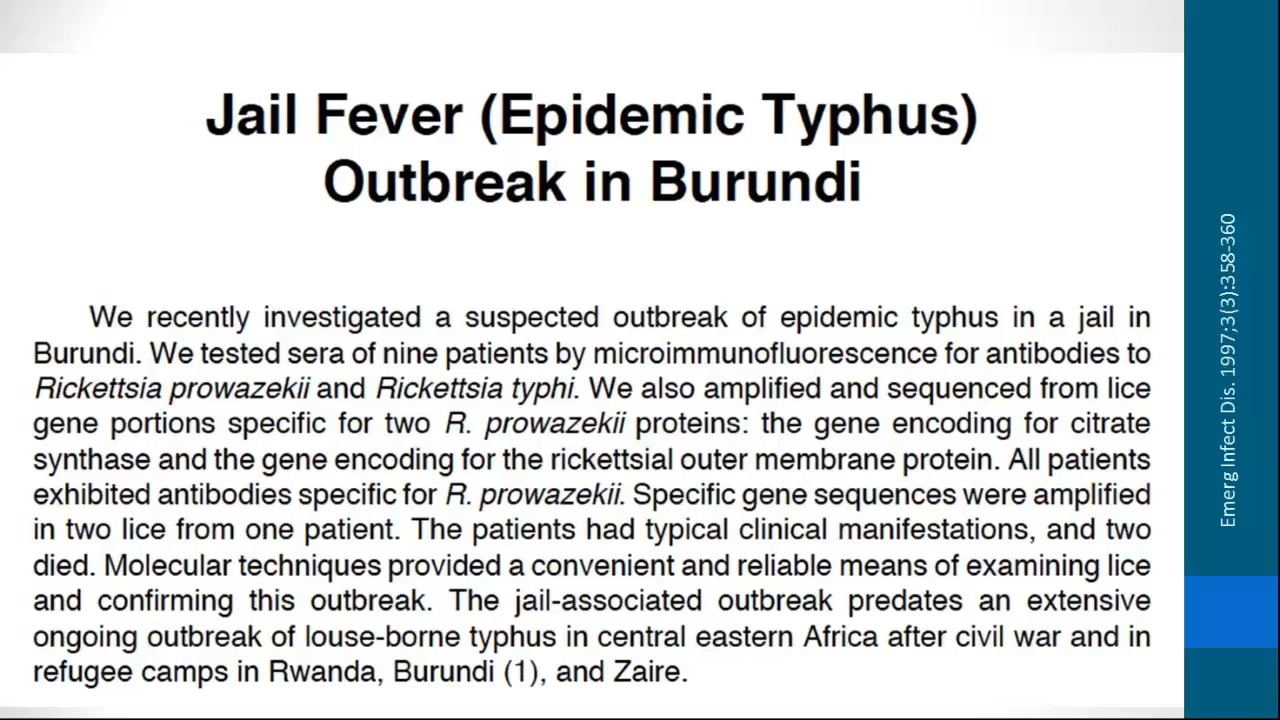 Jail Fever (Epidemic Typhus)
Outbreak in Burundi
We recently investigated a suspected outbreak of epidemic typhus in a jail in
Burundi. We tested sera of nine patients by microimmunofluorescence for antibodies to
Rickettsia prowazekii and Rickettsia typhi. We also amplified and sequenced from lice
gene portions specific for two R. prowazekii proteins: the gene encoding for citrate
synthase and the gene encoding for the rickettsial outer membrane protein. All patients
exhibited antibodies specific for R. prowazekii. Specific gene sequences were amplified
in two lice from one patient. The patients had typical clinical manifestations, and two
died. Molecular techniques provided a convenient and reliable means of examining lice
and confirming this outbreak. The jail-associated outbreak predates an extensive
ongoing outbreak of louse-borne typhus in central eastern Africa after civil war and in
refugee camps in Rwanda, Burundi (1), and Zaire.
Emerg Infect Dis. 1997;3(3):358-360